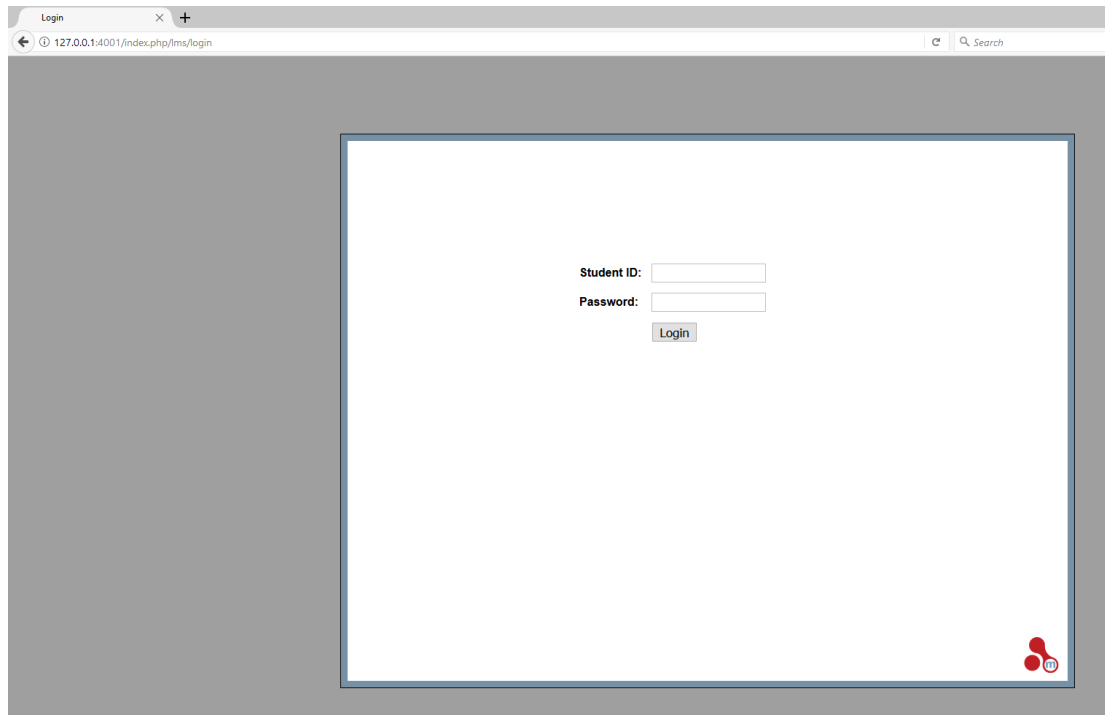 Login
127.0.0.1:4001/index.php/lms/login
Search
Student ID:
Password:
Login
m